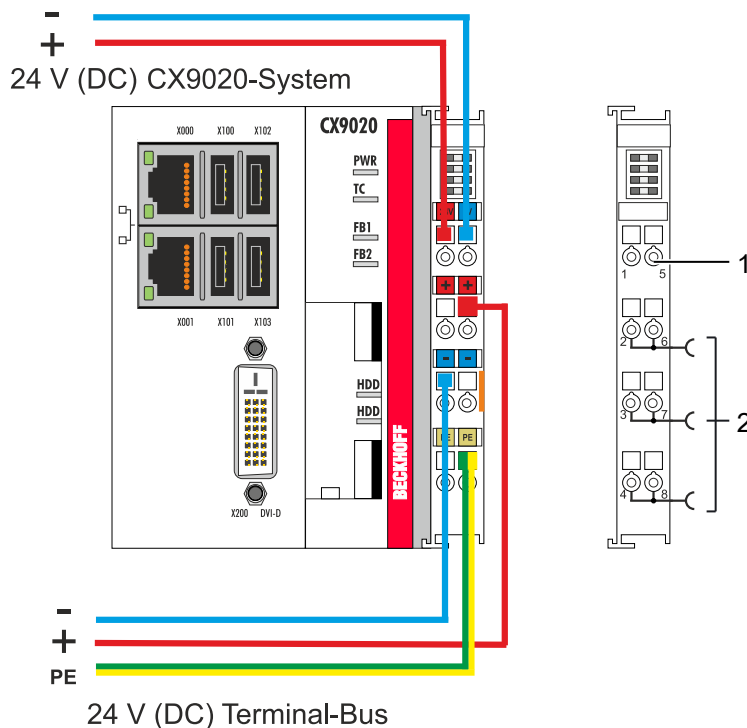 -
+
24 V (DC) CX9020-System
X000 X100 X102
CX9020
PWR
TC
FB1
FB2
X001 X101 X103
HDD
HDD
BECKHOFF
X200 DVI-D
+ +
- -
PE PE
1 5
1
2 6
3 7
2
4 8
-
+
PE
24 V (DC) Terminal-Bus